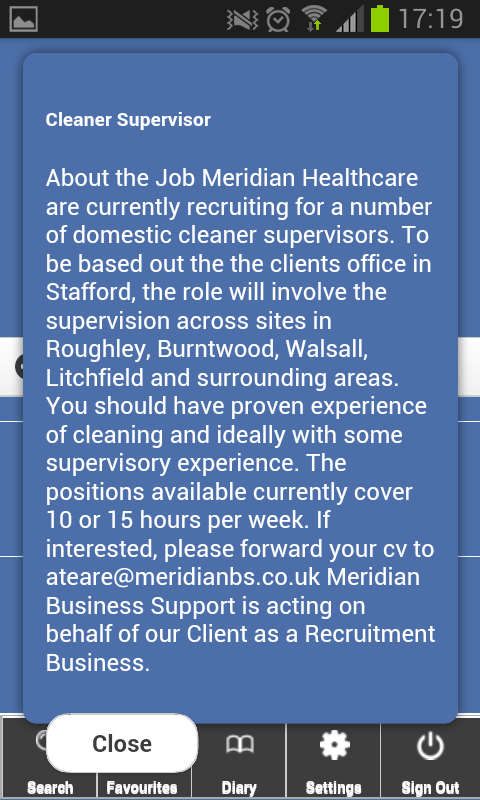 17:19
Cleaner Supervisor
About the Job Meridian Healthcare
are currently recruiting for a number
of domestic cleaner supervisors. To
be based out the the clients office in
Stafford, the role will involve the
supervision across sites in
Roughley, Burntwood, Walsall,
Litchfield and surrounding areas.
You should have proven experience
of cleaning and ideally with some
supervisory experience. The
positions available currently cover
10 or 15 hours per week. If
interested, please forward your cv to
ateare@meridianbs.co.uk Meridian
Business Support is acting on
behalf of our Client as a Recruitment
Business.
Close
Search Favourites Diary Settings Sign Out